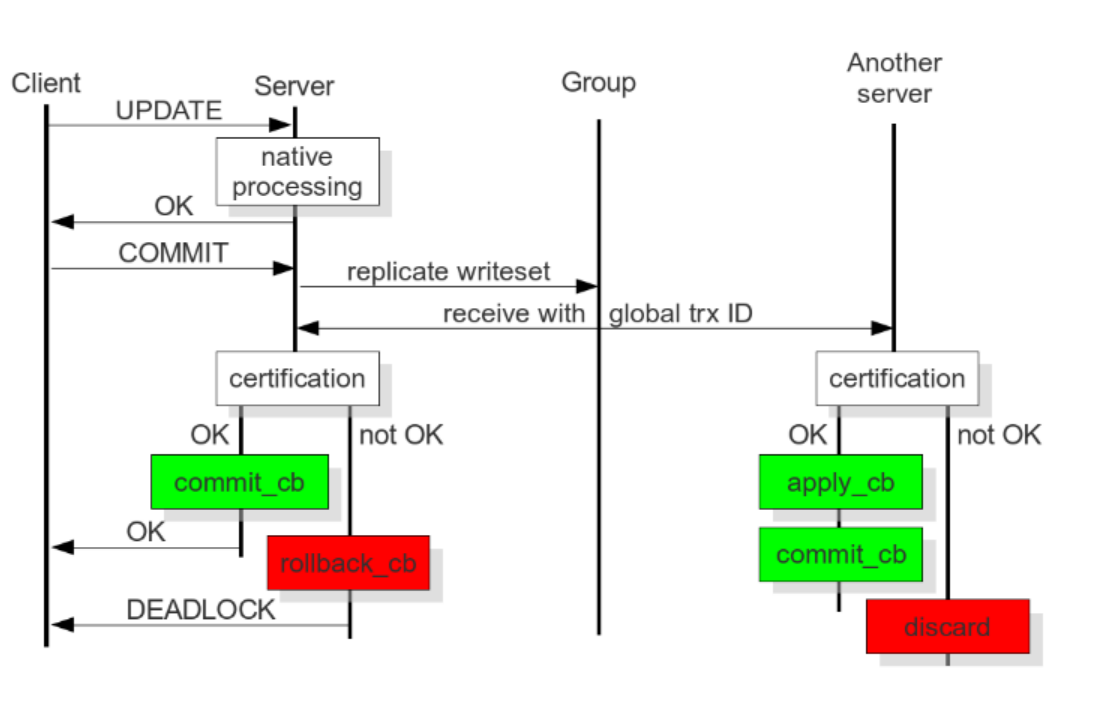 Client
Server
Group
Another
server
UPDATE
native
processing
OK
COMMIT
replicate writeset
receive with global trx ID
certification
certification
OK
not OK
OK
not OK
commit_cb
apply_cb
OK
rollback_cb
commit_cb
DEADLOCK
discard